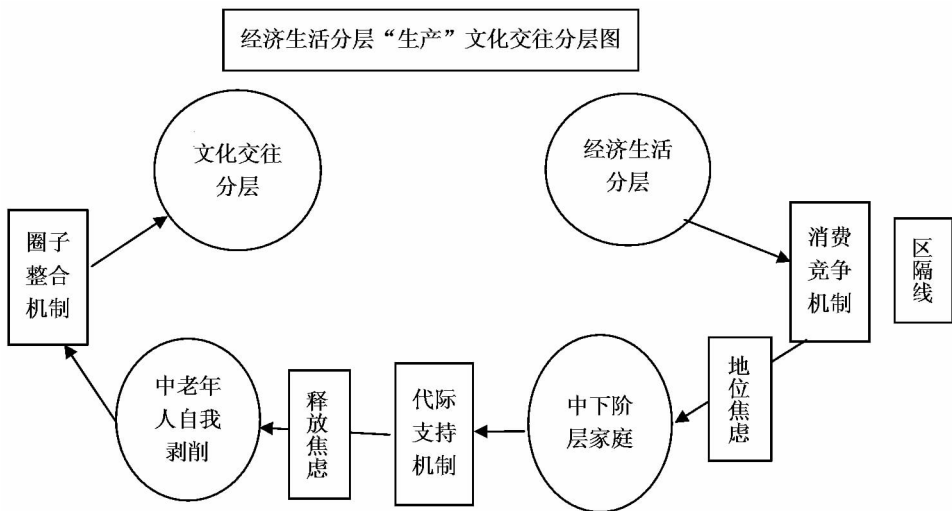 经济生活分层“生产”文化交往分层图
文化交往
分层
经济生活
分层
圈子
整合
机制
消费
竞争
机制
区
隔
线
中老年
人自我
剥削
释
放
焦
虑
代际
支持
机制
中下阶
层家庭
地
位
焦
虑